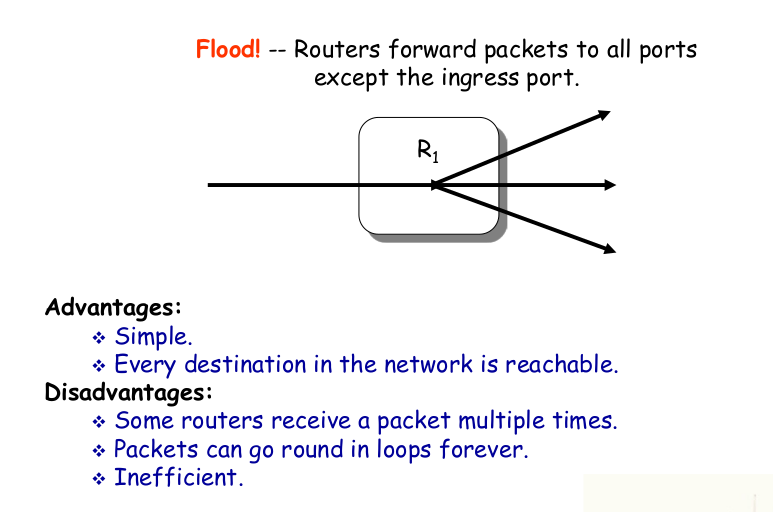 Flood! -- Routers forward packets to all ports
except the ingress port.
R₁
Advantages:
❖ Simple.
❖ Every destination in the network is reachable.
Disadvantages:
❖ Some routers receive a packet multiple times.
❖ Packets can go round in loops forever.
❖ Inefficient.